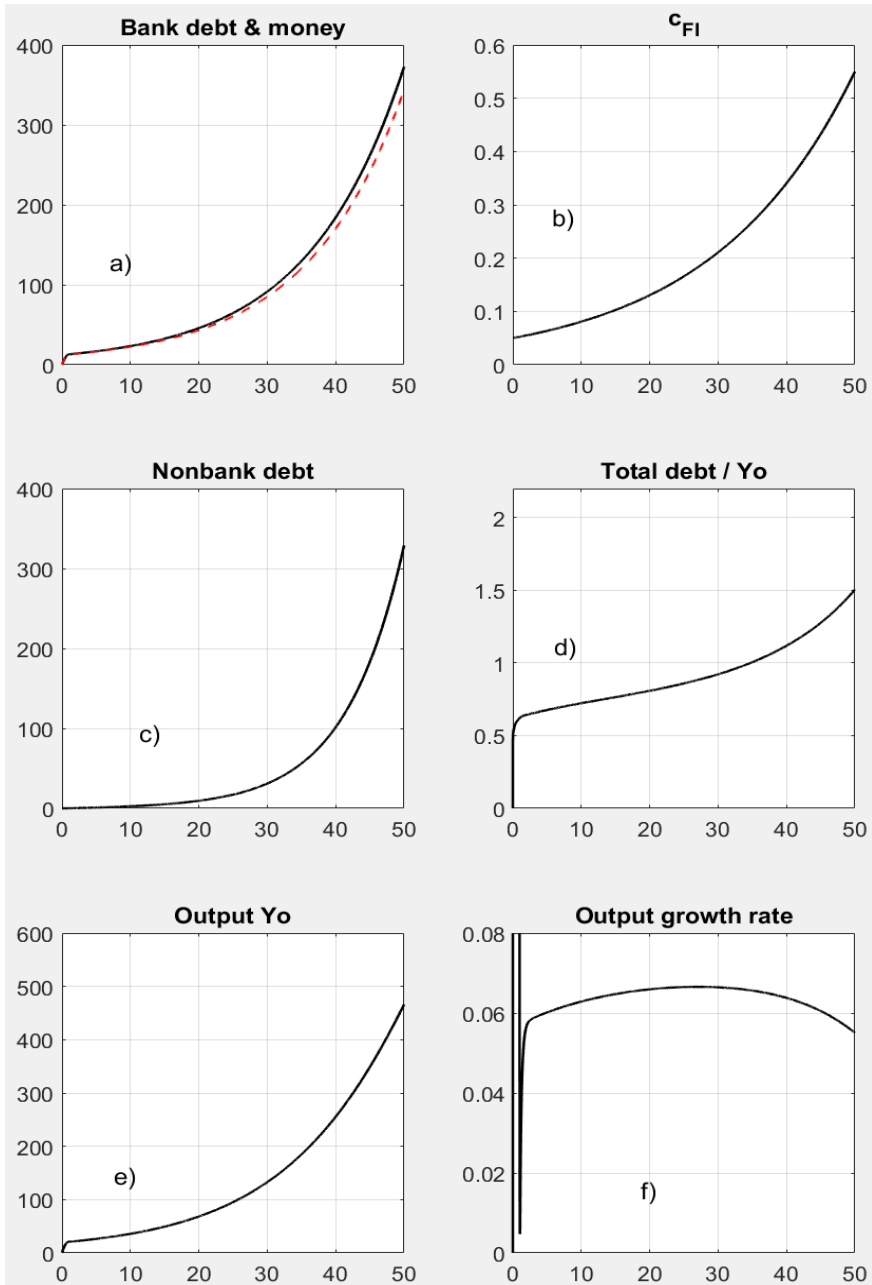 Bank debt & money
400
300
200
100
0
0 10 20 30 40 50
a)
cFI
0.6
0.5
0.4
0.3
0.2
0.1
0
0 10 20 30 40 50
b)
Nonbank debt
400
300
200
100
0
0 10 20 30 40 50
c)
Total debt / Yo
2
1.5
1
0.5
0
0 10 20 30 40 50
d)
Output Yo
600
500
400
300
200
100
0
0 10 20 30 40 50
e)
Output growth rate
0.08
0.06
0.04
0.02
0
0 10 20 30 40 50
f)